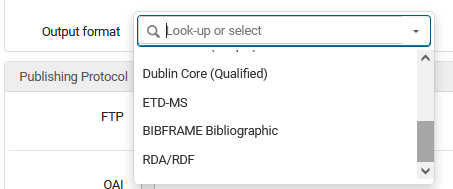 Output format
Look-up or select
Dublin Core (Qualified)
ETD-MS
BIBFRAME Bibliographic
RDA/RDF
Publishing Protocol
FTP
OAI